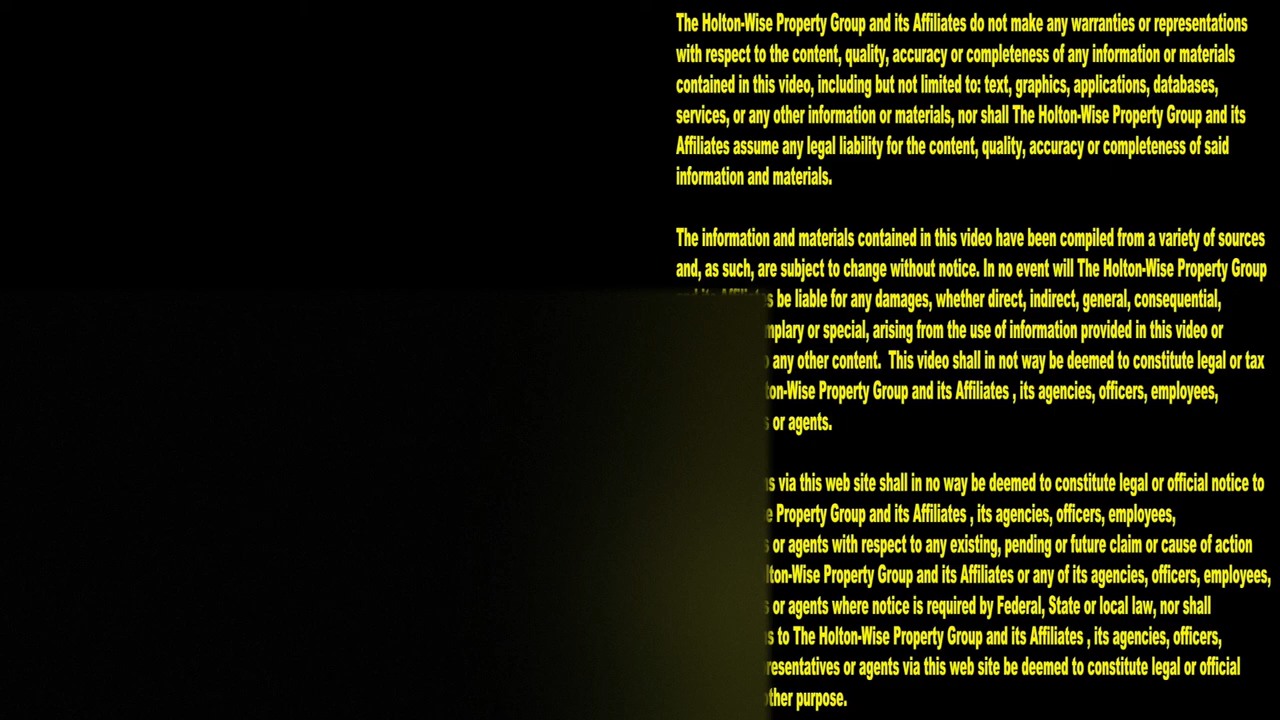 The Holton-Wise Property Group and its Affiliates do not make any warranties or representations
with respect to the content, quality, accuracy or completeness of any information or materials
contained in this video, including but not limited to: text, graphics, applications, databases,
services, or any other information or materials, nor shall The Holton-Wise Property Group and its
Affiliates assume any legal liability for the content, quality, accuracy or completeness of said
information and materials.
The information and materials contained in this video have been compiled from a variety of sources
and, as such, are subject to change without notice. In no event will The Holton-Wise Property Group
be liable for any damages, whether direct, indirect, general, consequential,
or special, arising from the use of information provided in this video or
any other content. This video shall in not way be deemed to constitute legal or tax
Property Group and its Affiliates , its agencies, officers, employees,
or agents.
via this web site shall in no way be deemed to constitute legal or official notice to
Property Group and its Affiliates , its agencies, officers, employees,
or agents with respect to any existing, pending or future claim or cause of action
Property Group and its Affiliates or any of its agencies, officers, employees,
or agents where notice is required by Federal, State or local law, nor shall
to The Holton-Wise Property Group and its Affiliates , its agencies, officers,
or agents via this web site be deemed to constitute legal or official
purpose.